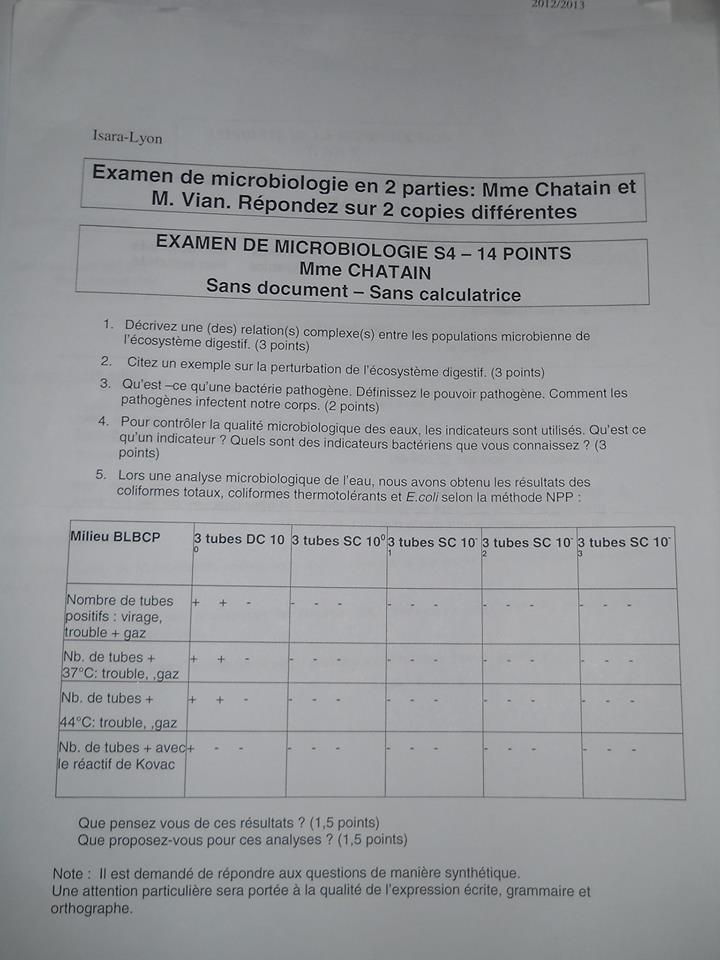 2012/2013
Isara-Lyon
Examen de microbiologie en 2 parties: Mme Chatain et
M. Vian. Répondez sur 2 copies différentes
EXAMEN DE MICROBIOLOGIE S4 – 14 POINTS
Mme CHATAIN
Sans document – Sans calculatrice
1. Décrivez une (des) relation(s) complexe(s) entre les populations microbienne de
l'écosystème digestif. (3 points)
2. Citez un exemple sur la perturbation de l'écosystème digestif. (3 points)
3. Qu'est –ce qu'une bactérie pathogène. Définissez le pouvoir pathogène. Comment les
pathogènes infectent notre corps. (2 points)
4. Pour contrôler la qualité microbiologique des eaux, les indicateurs sont utilisés. Qu'est ce
qu'un indicateur ? Quels sont des indicateurs bactériens que vous connaissez ? (3
points)
5. Lors une analyse microbiologique de l'eau, nous avons obtenu les résultats des
coliformes totaux, coliformes thermotolérants et E.coli selon la méthode NPP :
Milieu BLBCP
3 tubes DC 10
0
3 tubes SC 10⁰
3 tubes SC 10⁻
1
3 tubes SC 10⁻
2
3 tubes SC 10⁻
3
Nombre de tubes
positifs : virage,
trouble + gaz
+ + -
- - -
- - -
- - -
- - -
Nb. de tubes +
37°C: trouble, ,gaz
+ + -
- - -
- - -
- - -
- - -
Nb. de tubes +
44°C: trouble, ,gaz
+ + -
- - -
- - -
- - -
- - -
Nb. de tubes + avec
le réactif de Kovac
+ - -
- - -
- - -
- - -
- - -
Que pensez vous de ces résultats ? (1,5 points)
Que proposez-vous pour ces analyses ? (1,5 points)
Note : Il est demandé de répondre aux questions de manière synthétique.
Une attention particulière sera portée à la qualité de l'expression écrite, grammaire et
orthographe.